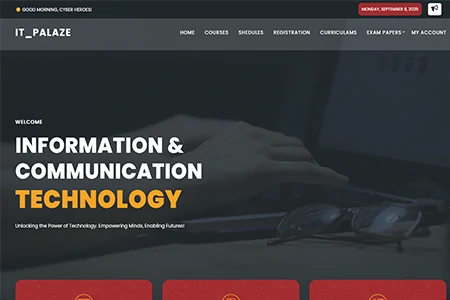 GOOD MORNING, CYBER HEROES!
MONDAY, SEPTEMBER 8, 2025
IT_PALAZE
HOME COURSES SHEDULES REGISTRATION CURRICULAMS EXAM PAPERS MY ACCOUNT
WELCOME
INFORMATION &
COMMUNICATION
TECHNOLOGY
Unlocking the Power of Technology. Empowering Minds, Enabling Futures!